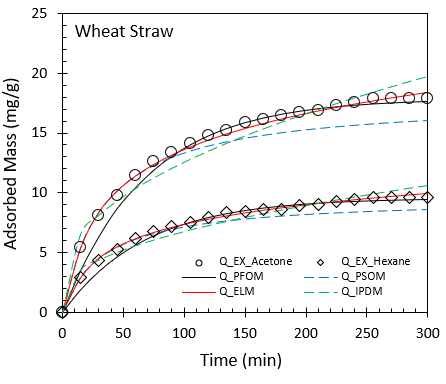 Wheat Straw
25
20
15
10
5
0
Adsorbed Mass (mg/g)
Q_EX_Acetone Q_EX_Hexane
Q_PFOM Q_PSOM
Q_ELM Q_IPDM
0 50 100 150 200 250 300
Time (min)